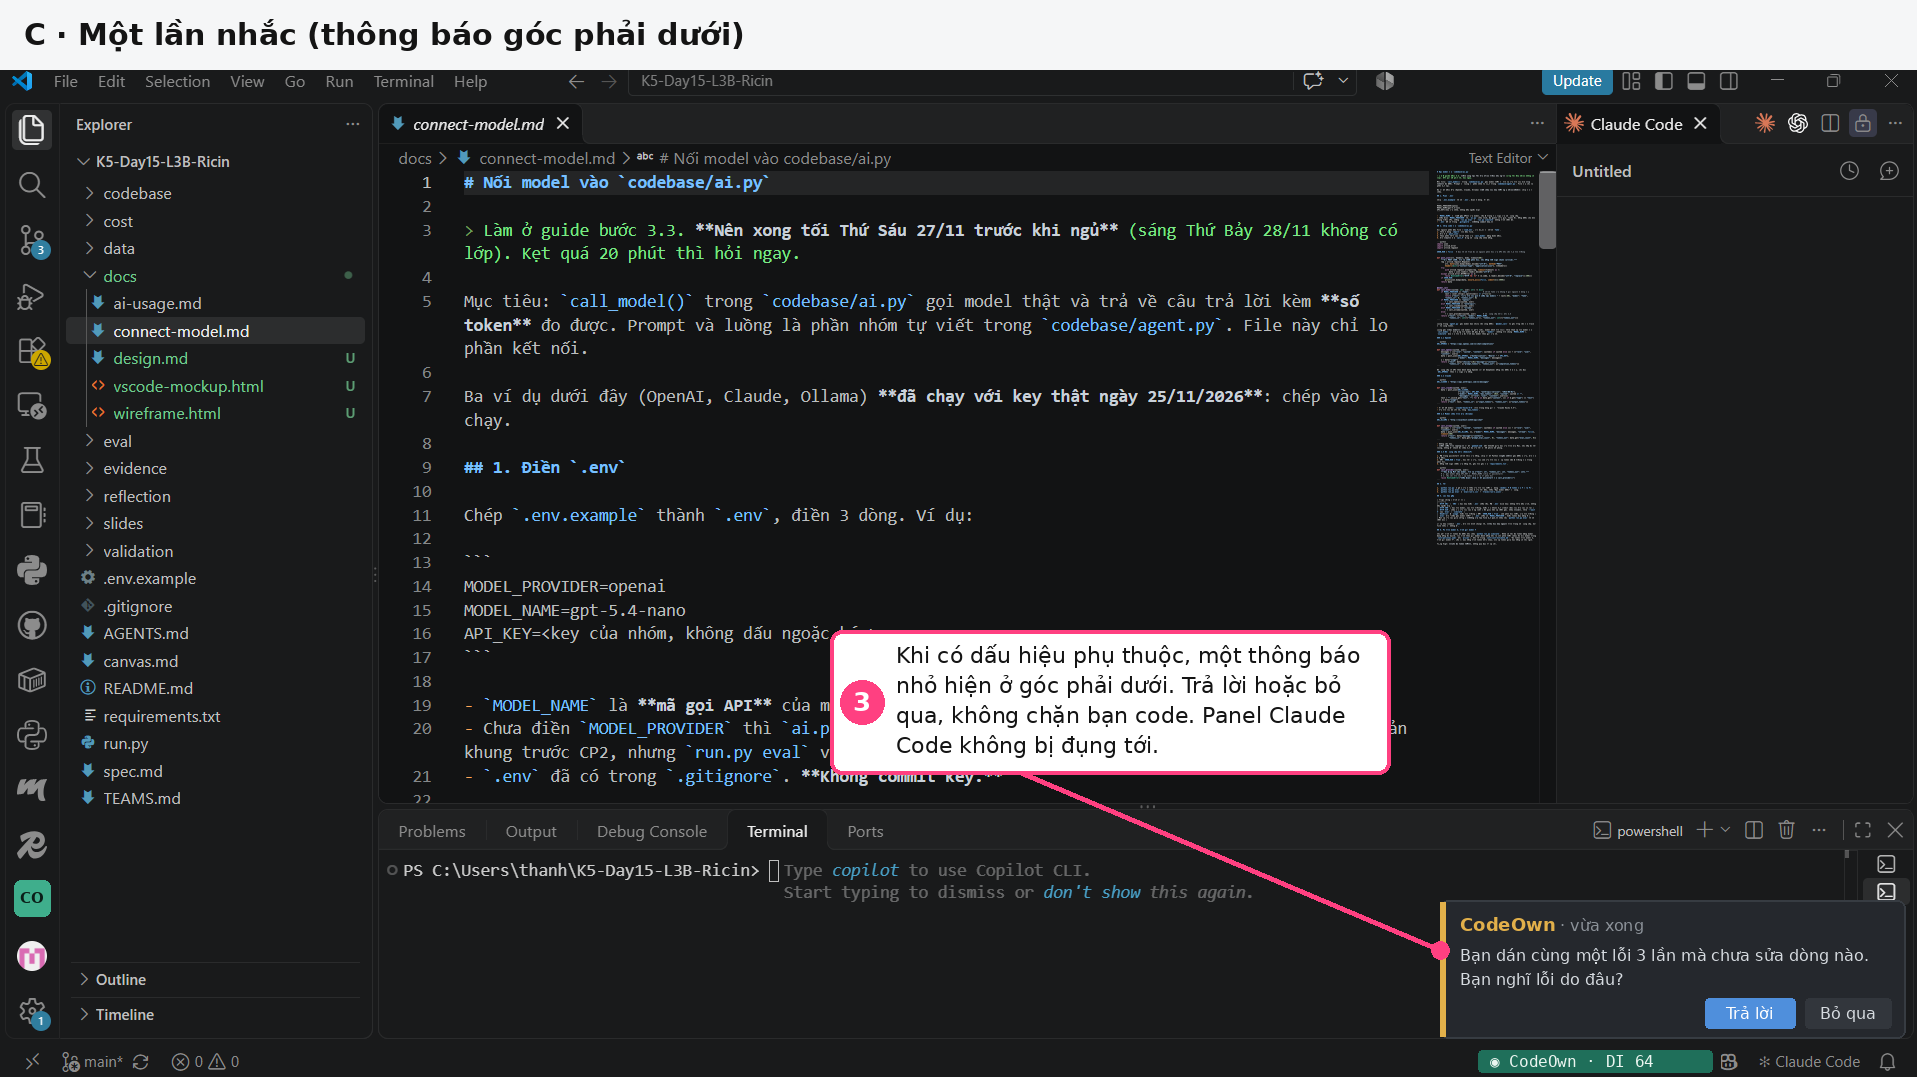 C · Một lần nhắc (thông báo góc phải dưới)
File Edit Selection View Go Run Terminal Help
K5-Day15-L3B-Ricin
Update
Explorer
K5-Day15-L3B-Ricin
codebase
cost
data
docs
ai-usage.md
connect-model.md
design.md U
vscode-mockup.html U
wireframe.html U
eval
evidence
reflection
slides
validation
.env.example
.gitignore
AGENTS.md
canvas.md
README.md
requirements.txt
run.py
spec.md
TEAMS.md
Outline
Timeline
3
CO
1
connect-model.md
docs > connect-model.md > abc # Nối model vào codebase/ai.py
Text Editor
1 # Nối model vào `codebase/ai.py`
2
3 > Làm ở guide bước 3.3. **Nên xong tối Thứ Sáu 27/11 trước khi ngủ** (sáng Thứ Bảy 28/11 không có
lớp). Kẹt quá 20 phút thì hỏi ngay.
4
5 Mục tiêu: `call_model()` trong `codebase/ai.py` gọi model thật và trả về câu trả lời kèm **số
token** đo được. Prompt và luồng là phần nhóm tự viết trong `codebase/agent.py`. File này chỉ lo
phần kết nối.
6
7 Ba ví dụ dưới đây (OpenAI, Claude, Ollama) **đã chạy với key thật ngày 25/11/2026**: chép vào là
chạy.
8
9 ## 1. Điền `.env`
10
11 Chép `.env.example` thành `.env`, điền 3 dòng. Ví dụ:
12
13 ```
14 MODEL_PROVIDER=openai
15 MODEL_NAME=gpt-5.4-nano
16 API_KEY=<key của nhóm, không dấu ngoặc
17 ```
18
19 - `MODEL_NAME` là **mã gọi API** của
20 - Chưa điền `MODEL_PROVIDER` thì `ai.p
khung trước CP2, nhưng `run.py eval`
21 - `.env` đã có trong `.gitignore`. **Không commit key.**
22
3
Khi có dấu hiệu phụ thuộc, một thông báo
nhỏ hiện ở góc phải dưới. Trả lời hoặc bỏ
qua, không chặn bạn code. Panel Claude
Code không bị đụng tới.
Claude Code
Untitled
Problems Output Debug Console Terminal Ports
powershell
PS C:\Users\thanh\K5-Day15-L3B-Ricin> Type copilot to use Copilot CLI.
Start typing to dismiss or don't show this again.
CodeOwn · vừa xong
Bạn dán cùng một lỗi 3 lần mà chưa sửa dòng nào.
Bạn nghĩ lỗi do đâu?
Trả lời Bỏ qua
main* 0 0
CodeOwn · DI 64
Claude Code